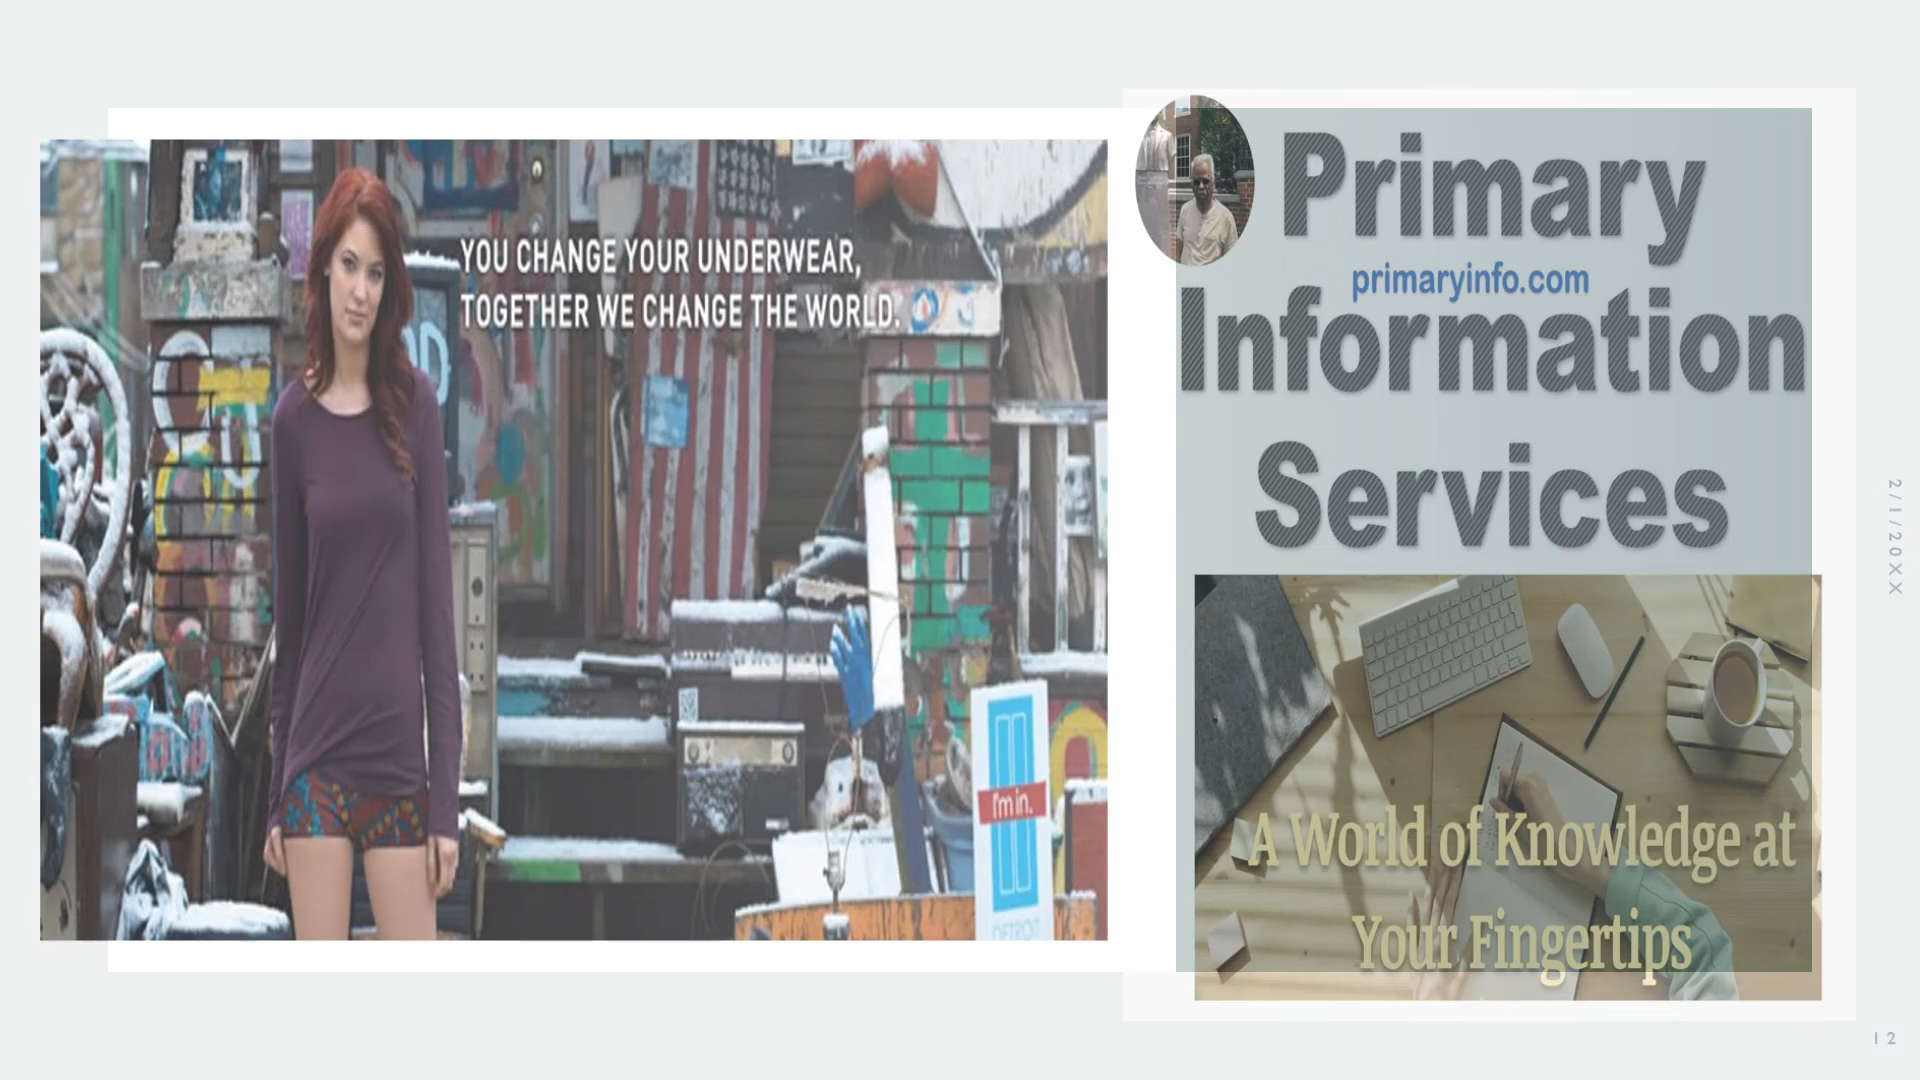 YOU CHANGE YOUR UNDERWEAR,
TOGETHER WE CHANGE THE WORLD.
I'm in.
DETROIT
Primary
primaryinfo.com
Information
Services
A World of Knowledge at
Your Fingertips
2/1/20XX
12